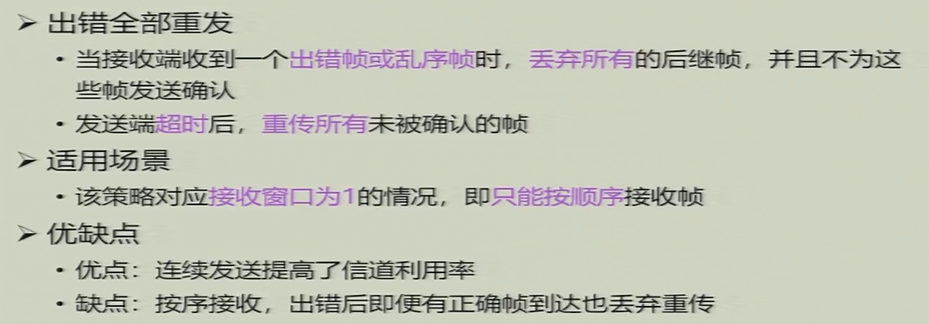 ➢ 出错全部重发
• 当接收端收到一个出错帧或乱序帧时，丢弃所有的后继帧，并且不为这
些帧发送确认
• 发送端超时后，重传所有未被确认的帧
➢ 适用场景
• 该策略对应接收窗口为1的情况，即只能按顺序接收帧
➢ 优缺点
• 优点：连续发送提高了信道利用率
• 缺点：按序接收，出错后即便有正确帧到达也丢弃重传